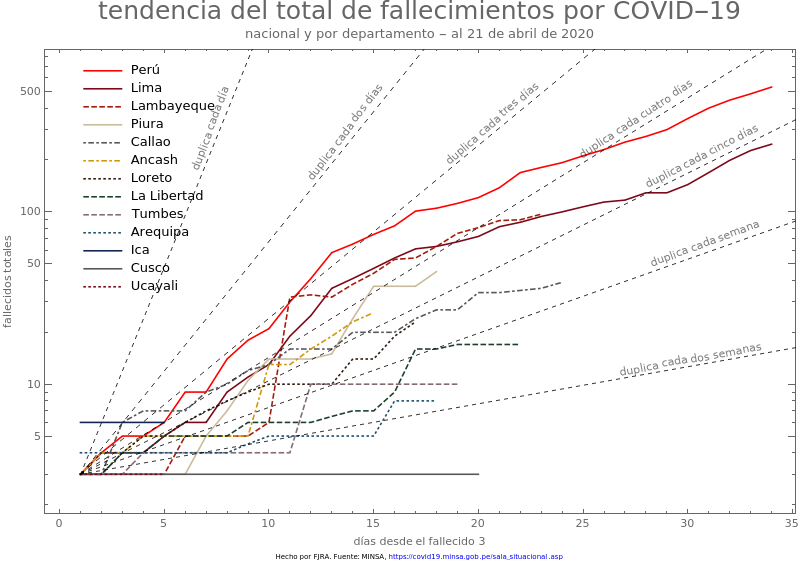 tendencia del total de fallecimientos por COVID−19
nacional y por departamento − al 21 de abril de 2020
fallecidos totales
500
100
50
10
5
Perú
Lima
Lambayeque
Piura
Callao
Ancash
Loreto
La Libertad
Tumbes
Arequipa
Ica
Cusco
Ucayali
duplica cada día
duplica cada dos días
duplica cada tres días
duplica cada cuatro días
duplica cada cinco días
duplica cada semana
duplica cada dos semanas
0 5 10 15 20 25 30 35
días desde el fallecido 3
Hecho por FJRA. Fuente: MINSA, https://covid19.minsa.gob.pe/sala_situacional.asp